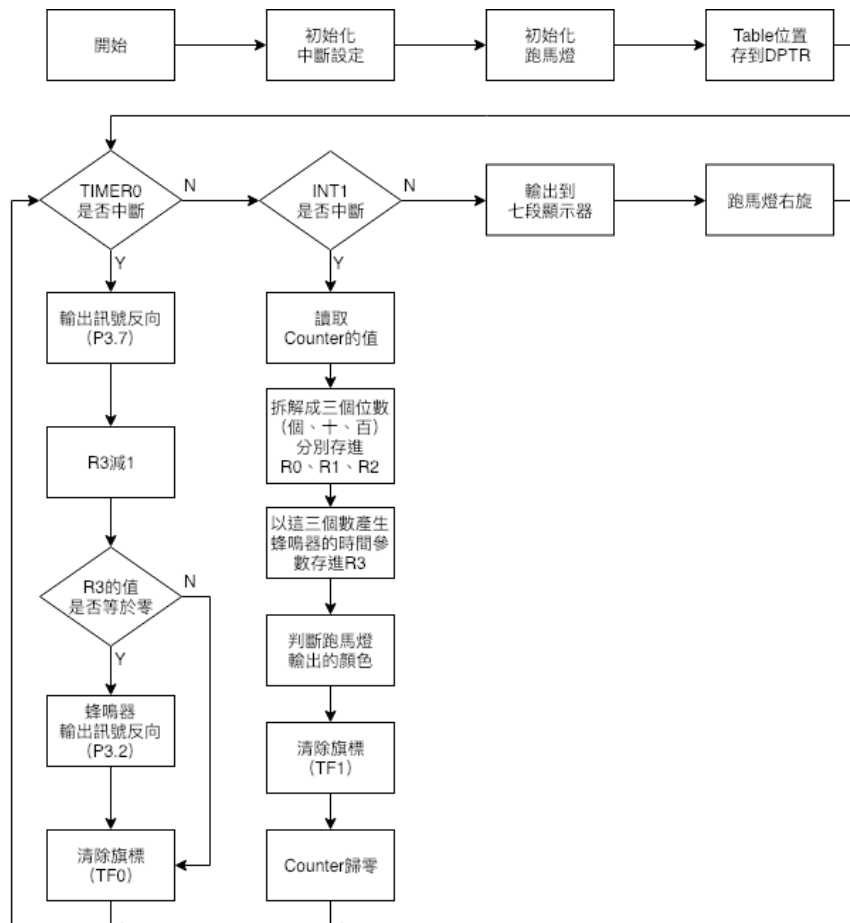 開始
初始化
中斷設定
初始化
跑馬燈
Table位置
存到DPTR
TIMER0
是否中斷
N
Y
INT1
是否中斷
N
Y
輸出到
七段顯示器
跑馬燈右旋
輸出訊號反向
(P3.7)
讀取
Counter的值
R3減1
拆解成三個位數
(個、十、百)
分別存進
R0、R1、R2
以這三個數產生
蜂鳴器的時間參
數存進R3
R3的值
是否等於零
N
Y
判斷跑馬燈
輸出的顏色
蜂鳴器
輸出訊號反向
(P3.2)
清除旗標
(TF1)
清除旗標
(TF0)
Counter歸零